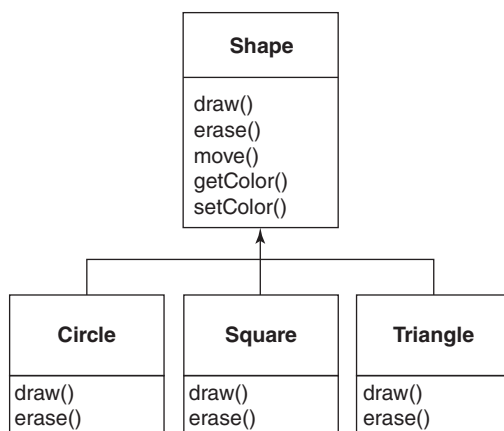 Shape
draw()
erase()
move()
getColor()
setColor()
Circle
draw()
erase()
Square
draw()
erase()
Triangle
draw()
erase()